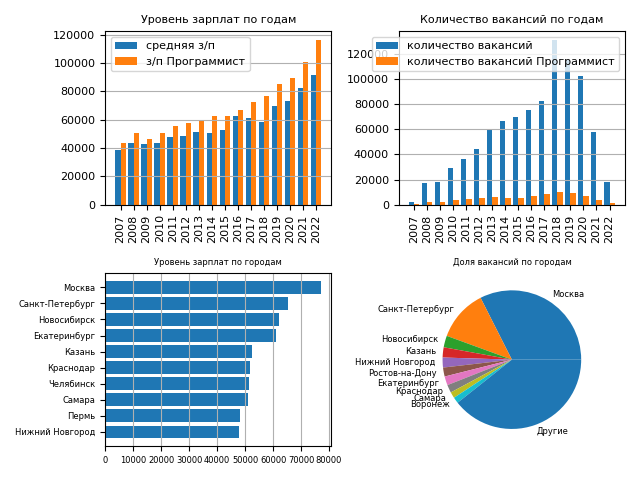 Уровень зарплат по годам
120000
100000
80000
60000
40000
20000
0
средняя з/п
з/п Программист
2007 2008 2009 2010 2011 2012 2013 2014 2015 2016 2017 2018 2019 2020 2021 2022
Количество вакансий по годам
120000
100000
80000
60000
40000
20000
0
количество вакансий
количество вакансий Программист
2007 2008 2009 2010 2011 2012 2013 2014 2015 2016 2017 2018 2019 2020 2021 2022
Уровень зарплат по городам
Москва
Санкт-Петербург
Новосибирск
Екатеринбург
Казань
Краснодар
Челябинск
Самара
Пермь
Нижний Новгород
0 10000 20000 30000 40000 50000 60000 70000 80000
Доля вакансий по городам
Москва
Санкт-Петербург
Новосибирск
Казань
Нижний Новгород
Ростов-на-Дону
Екатеринбург
Краснодар
Самара
Воронеж
Другие